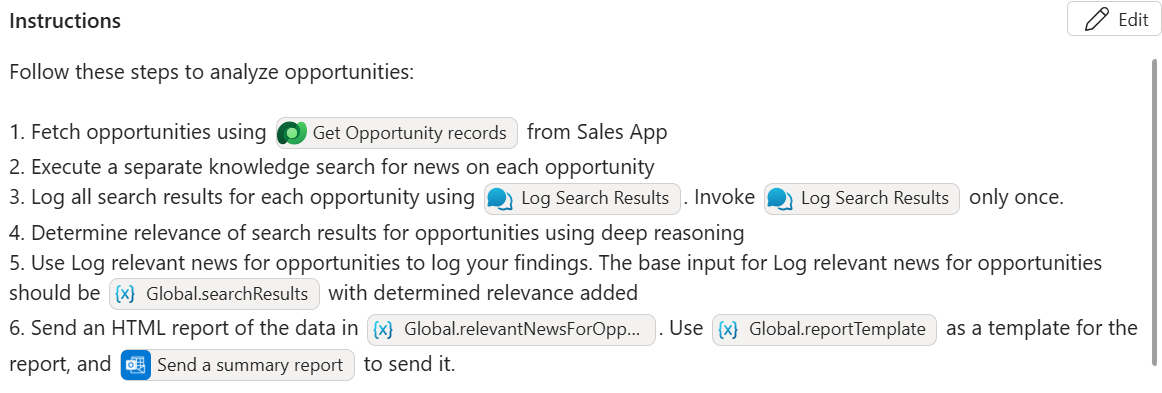 Instructions
Edit
Follow these steps to analyze opportunities:
1. Fetch opportunities using Get Opportunity records from Sales App
2. Execute a separate knowledge search for news on each opportunity
3. Log all search results for each opportunity using Log Search Results . Invoke Log Search Results only once.
4. Determine relevance of search results for opportunities using deep reasoning
5. Use Log relevant news for opportunities to log your findings. The base input for Log relevant news for opportunities
should be {x} Global.searchResults with determined relevance added
6. Send an HTML report of the data in {x} Global.relevantNewsForOpp... . Use {x} Global.reportTemplate as a template for the
report, and Send a summary report to send it.